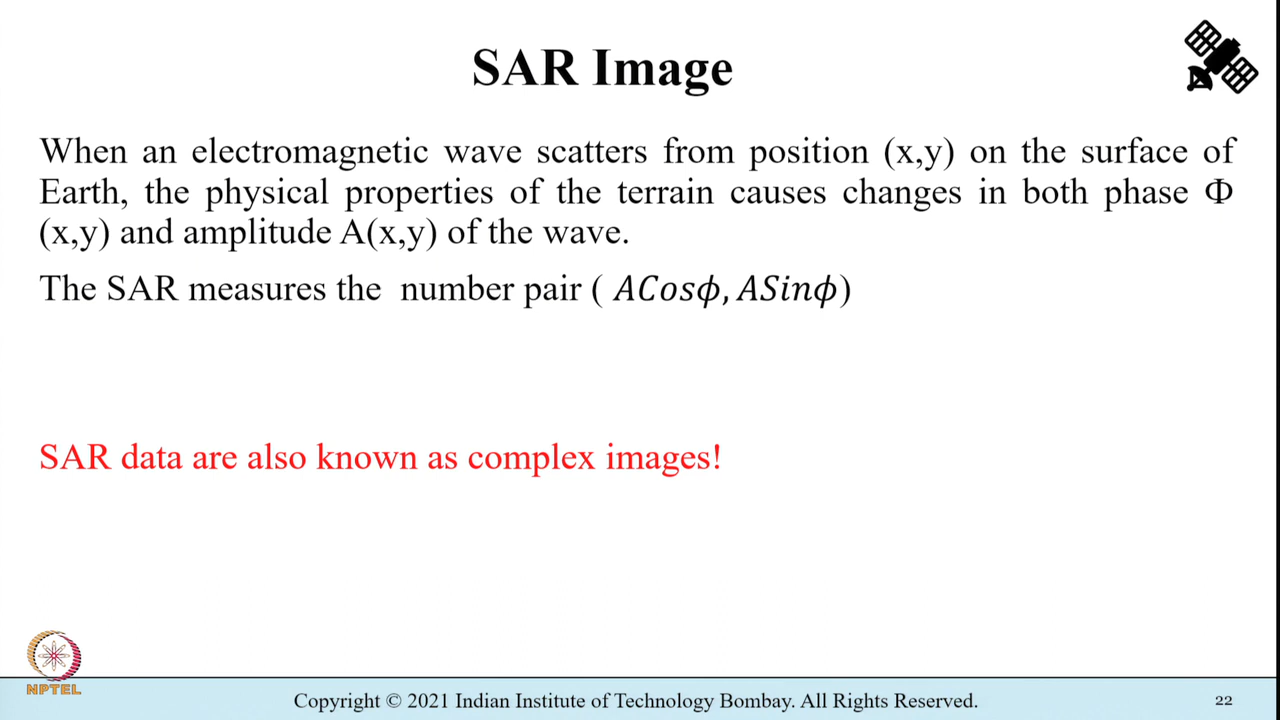 SAR Image
When an electromagnetic wave scatters from position (x,y) on the surface of
Earth, the physical properties of the terrain causes changes in both phase Φ
(x,y) and amplitude A(x,y) of the wave.
The SAR measures the number pair ( ACosϕ, ASinϕ)
SAR data are also known as complex images!
NPTEL
Copyright © 2021 Indian Institute of Technology Bombay. All Rights Reserved.
22